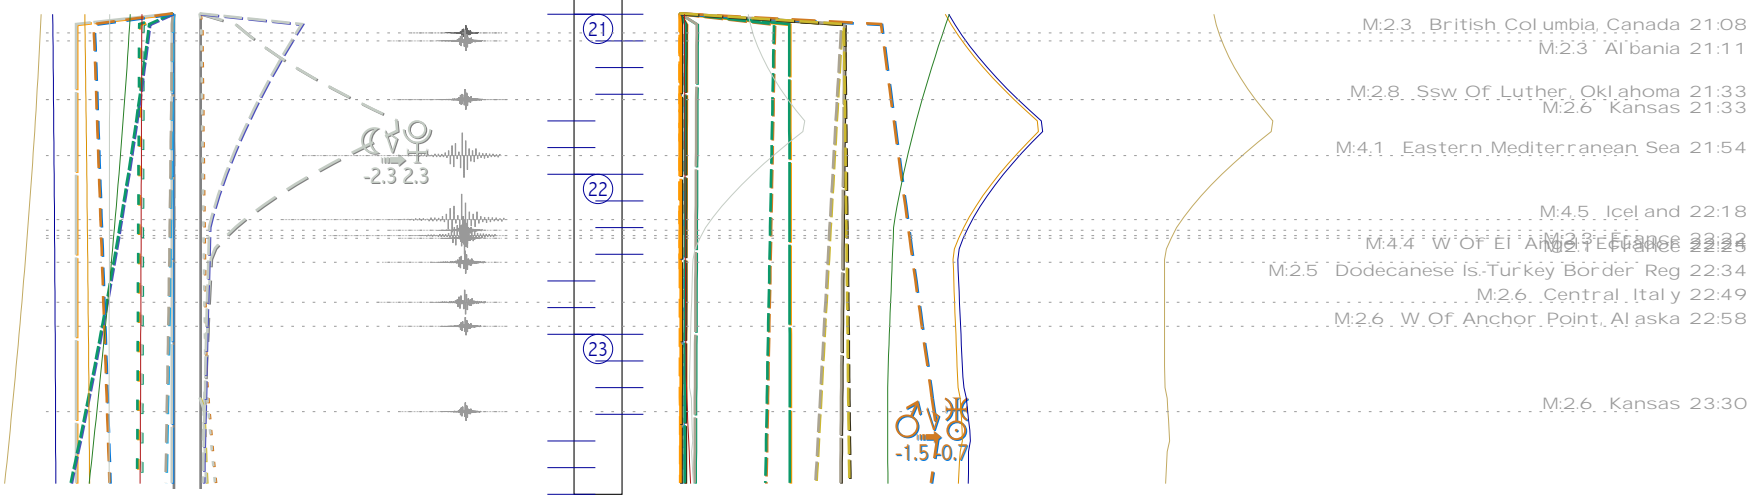 21
M:2.3 British Columbia, Canada 21:08
M:2.3 Albania 21:11
M:2.8 Ssw Of Luther, Oklahoma 21:33
M:2.6 Kansas 21:33
M:4.1 Eastern Mediterranean Sea 21:54
-2.3 2.3
22
M:4.5 Iceland 22:18
France 22:22
M:4.4 W Of El
M:2.5 Dodecanese Is.-Turkey Border Reg 22:34
M:2.6 Central Italy 22:49
M:2.6 W Of Anchor Point, Alaska 22:58
23
M:2.6 Kansas 23:30
-1.5 -0.7